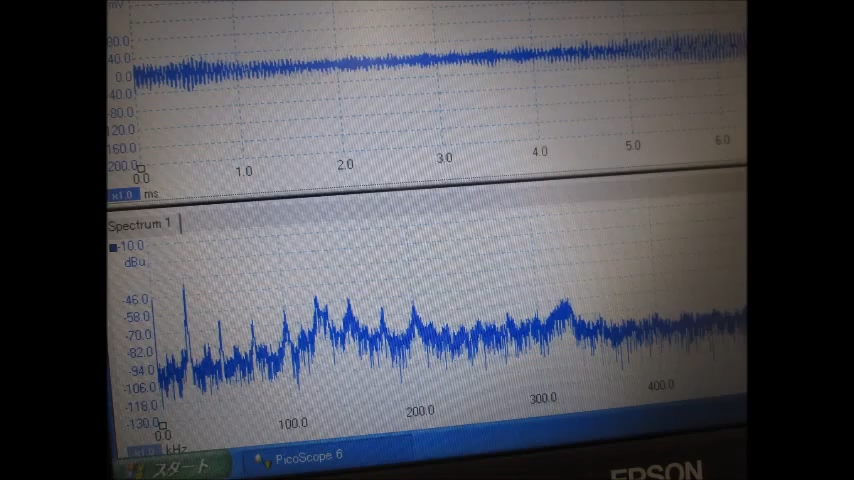 mV
80.0
40.0
0.0
40.0
-80.0
120.0
160.0
200.0
0.0 1.0 2.0 3.0 4.0 5.0 6.0
x1.0 ms
Spectrum 1
-10.0
dBu
-46.0
-58.0
-70.0
-82.0
-94.0
-106.0
-118.0
-130.0
0.0 100.0 200.0 300.0 400.0
x1.0 kHz
スタート PicoScope 6
EPSON